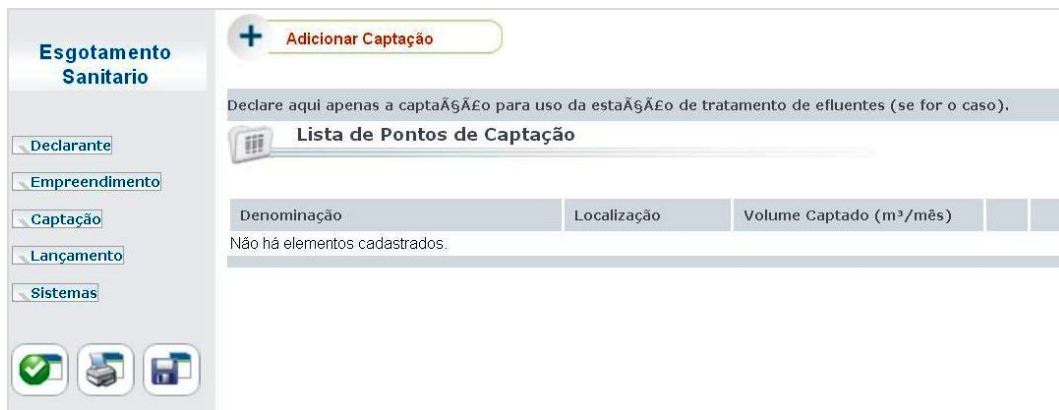 Esgotamento
Sanitario
Declarante
Empreendimento
Captação
Lançamento
Sistemas
Adicionar Captação
Declare aqui apenas a captaÃ§Ã£o para uso da estaÃ§Ã£o de tratamento de efluentes (se for o caso).
Lista de Pontos de Captação
Denominação Localização Volume Captado (m³/mês)
Não há elementos cadastrados.